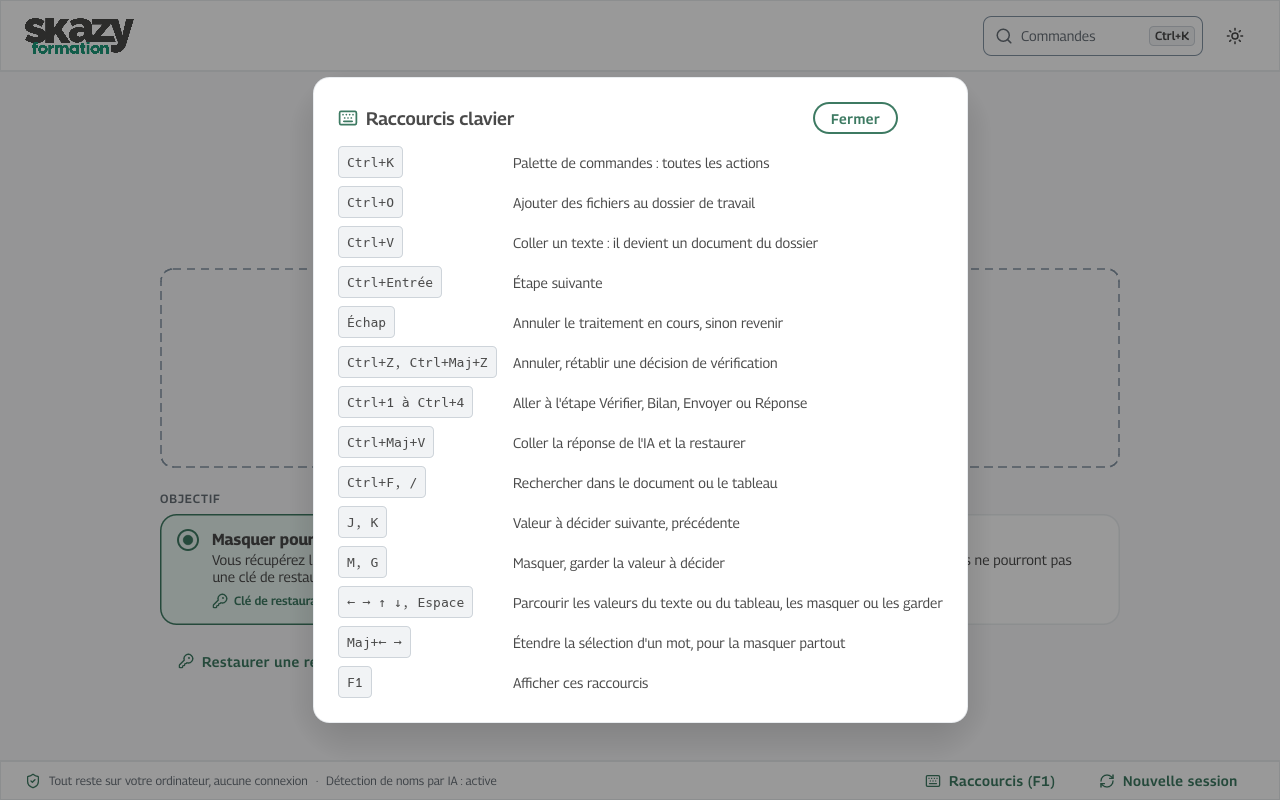 skazy
formation
Commandes
Ctrl+K
Raccourcis clavier
Fermer
Ctrl+K Palette de commandes : toutes les actions
Ctrl+O Ajouter des fichiers au dossier de travail
Ctrl+V Coller un texte : il devient un document du dossier
Ctrl+Entrée Étape suivante
Échap Annuler le traitement en cours, sinon revenir
Ctrl+Z, Ctrl+Maj+Z Annuler, rétablir une décision de vérification
Ctrl+1 à Ctrl+4 Aller à l'étape Vérifier, Bilan, Envoyer ou Réponse
Ctrl+Maj+V Coller la réponse de l'IA et la restaurer
Ctrl+F, / Rechercher dans le document ou le tableau
J, K Valeur à décider suivante, précédente
M, G Masquer, garder la valeur à décider
← → ↑ ↓, Espace Parcourir les valeurs du texte ou du tableau, les masquer ou les garder
Maj+← → Étendre la sélection d'un mot, pour la masquer partout
F1 Afficher ces raccourcis
OBJECTIF
Masquer pour
Vous récupérez
une clé de
Clé de
ne pourront pas
Restaurer une
Tout reste sur votre ordinateur, aucune connexion · Détection de noms par IA : active
Raccourcis (F1)
Nouvelle session